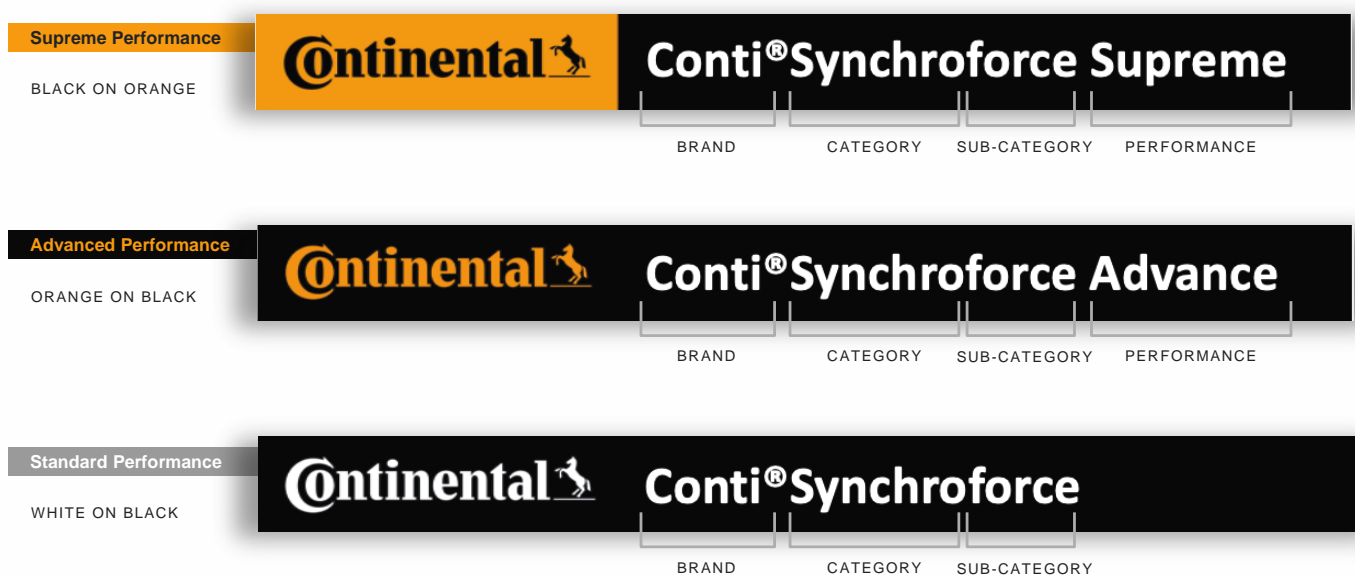 Supreme Performance
Continental Conti®Synchroforce Supreme
BLACK ON ORANGE
BRAND CATEGORY SUB-CATEGORY PERFORMANCE
Advanced Performance
Continental Conti®Synchroforce Advance
ORANGE ON BLACK
BRAND CATEGORY SUB-CATEGORY PERFORMANCE
Standard Performance
Continental Conti®Synchroforce
WHITE ON BLACK
BRAND CATEGORY SUB-CATEGORY